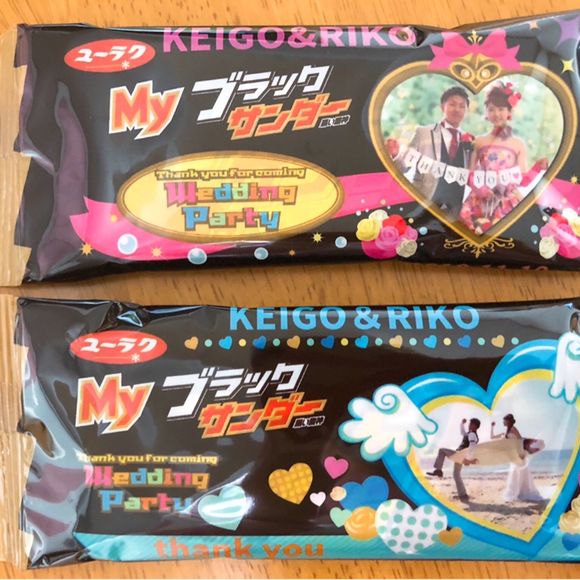 KEIGO&RIKO
ユーラク
My ブラック
サンダー
Thank you for coming
Wedding
Party
THANK YOU
KEIGO & RIKO
ユーラク
My ブラック
サンダー
Thank you for coming
Wedding
Party
thank you